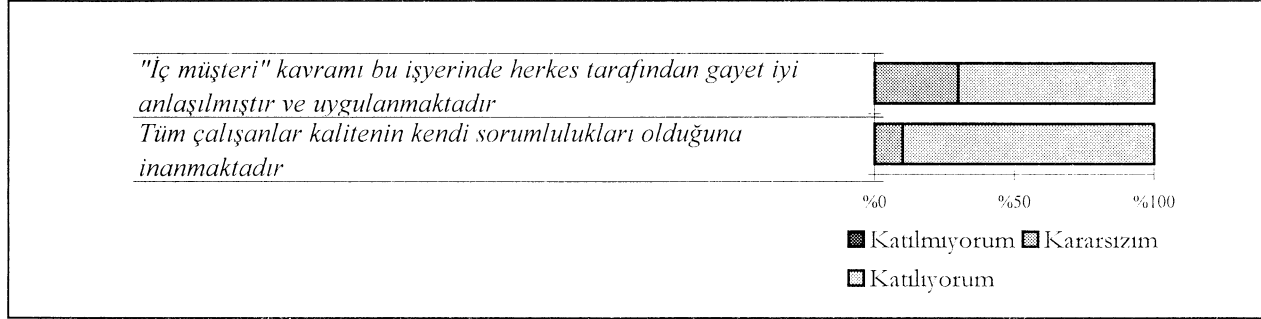 "İç müşteri" kavramı bu işyerinde herkes tarafından gayet iyi
anlaşılmıştır ve uygulanmaktadır
Tüm çalışanlar kalitenin kendi sorumlulukları olduğuna
inanmaktadır
%0 %50 %100
Katılmıyorum Kararsızım
Katılıyorum